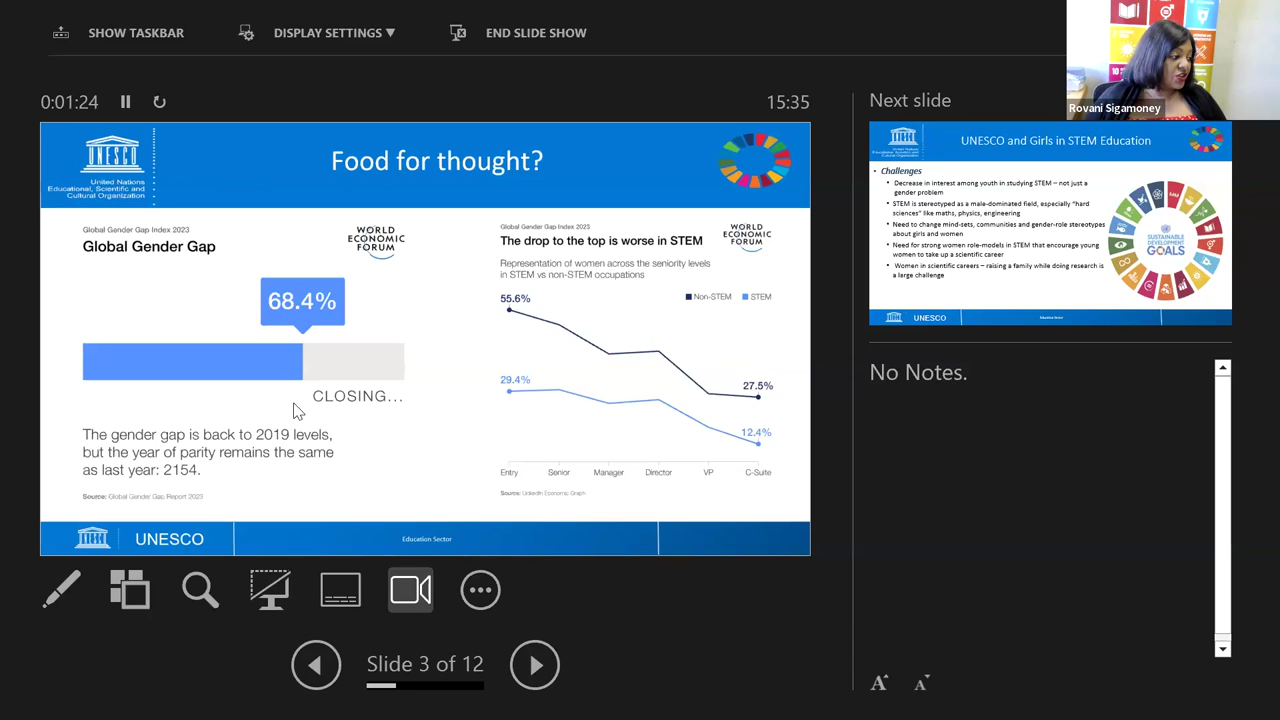 SHOW TASKBAR
DISPLAY SETTINGS ▼
END SLIDE SHOW
Rovani Sigamoney
0:01:24
15:35
Next slide
UNESCO
United Nations
Educational, Scientific and
Cultural Organization
Food for thought?
Global Gender Gap Index 2023
Global Gender Gap
WORLD
ECONOMIC
FORUM
68.4%
CLOSING...
The gender gap is back to 2019 levels,
but the year of parity remains the same
as last year: 2154.
Source: Global Gender Gap Report 2023
Global Gender Gap Index 2023
The drop to the top is worse in STEM
WORLD
ECONOMIC
FORUM
Representation of women across the seniority levels
in STEM vs non-STEM occupations
Non-STEM STEM
55.6%
29.4%
27.5%
12.4%
Entry Senior Manager Director VP C-Suite
Source: LinkedIn Economic Graph
UNESCO
Education Sector
UNESCO and Girls in STEM Education
Challenges
• Decrease in interest among youth in studying STEM – not just a
gender problem
• STEM is stereotyped as a male-dominated field, especially "hard
sciences" like maths, physics, engineering
• Need to change mind-sets, communities and gender-role stereotypes
about girls and women
• Need for strong women role-models in STEM that encourage young
women to take up a scientific career
• Women in scientific careers – raising a family while doing research is
a large challenge
SUSTAINABLE
DEVELOPMENT
GOALS
UNESCO
Education Sector
No Notes.
Slide 3 of 12
A A